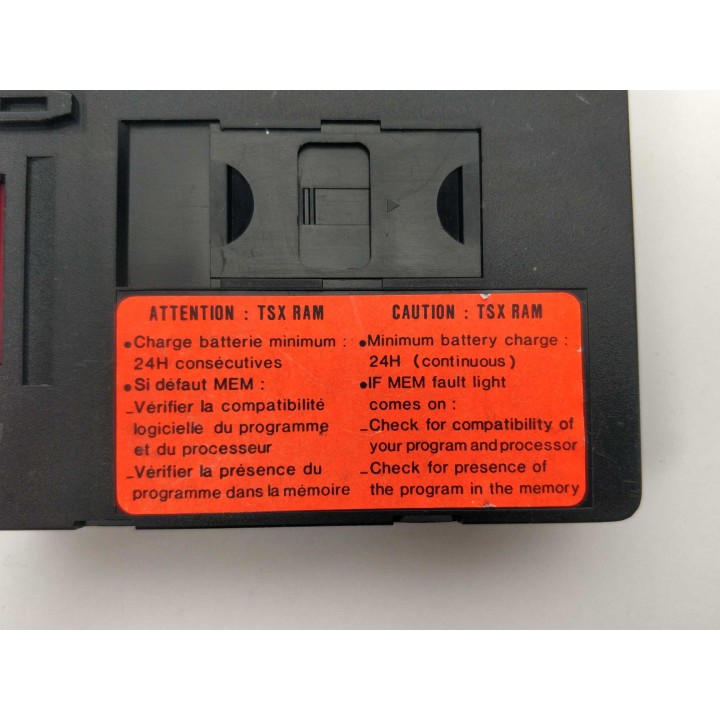 ATTENTION : TSX RAM
•Charge batterie minimum :
24H consécutives
•Si défaut MEM :
_Vérifier la compatibilité
logicielle du programme
et du processeur
_Vérifier la présence du
programme dans la mémoire
CAUTION : TSX RAM
•Minimum battery charge :
24H (continuous)
•IF MEM fault light
comes on :
_Check for compatibility of
your program and processor
_Check for presence of
the program in the memory